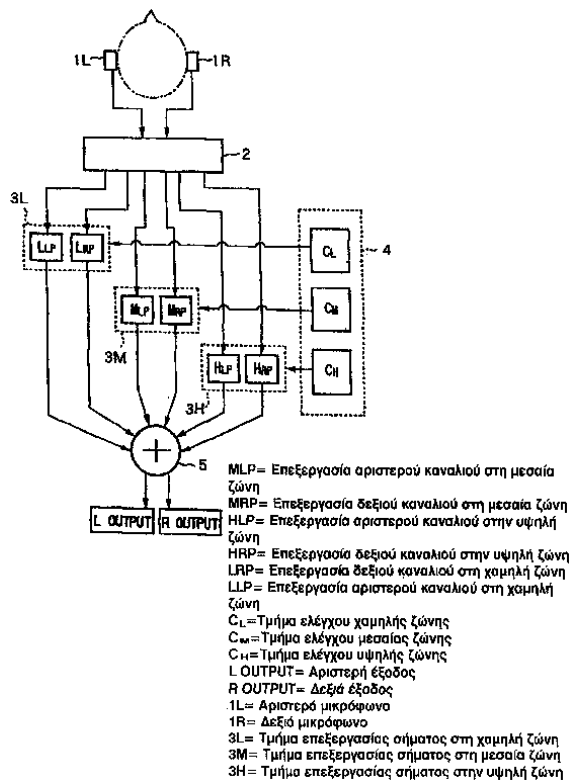 1L
1R
2
3L
LLP
LRP
4
CL
MLP
MRP
CM
3M
HLP
HRP
CH
3H
+
5
L OUTPUT
R OUTPUT
MLP= Επεξεργασία αριστερού καναλιού στη μεσαία
ζώνη
MRP= Επεξεργασία δεξιού καναλιού στη μεσαία ζώνη
HLP= Επεξεργασία αριστερού καναλιού στην υψηλή
ζώνη
HRP= Επεξεργασία δεξιού καναλιού στην υψηλή ζώνη
LRP= Επεξεργασία δεξιού καναλιού στη χαμηλή ζώνη
LLP= Επεξεργασία αριστερού καναλιού στη χαμηλή
ζώνη
CL=Τμήμα ελέγχου χαμηλής ζώνης
CM=Τμήμα ελέγχου μεσαίας ζώνης
CH=Τμήμα ελέγχου υψηλής ζώνης
L OUTPUT= Αριστερή έξοδος
R OUTPUT= Δεξιά έξοδος
1L= Αριστερό μικρόφωνο
1R= Δεξιό μικρόφωνο
3L= Τμήμα επεξεργασίας σήματος στη χαμηλή ζώνη
3M= Τμήμα επεξεργασίας σήματος στη μεσαία ζώνη
3H= Τμήμα επεξεργασίας σήματος στην υψηλή ζώνη